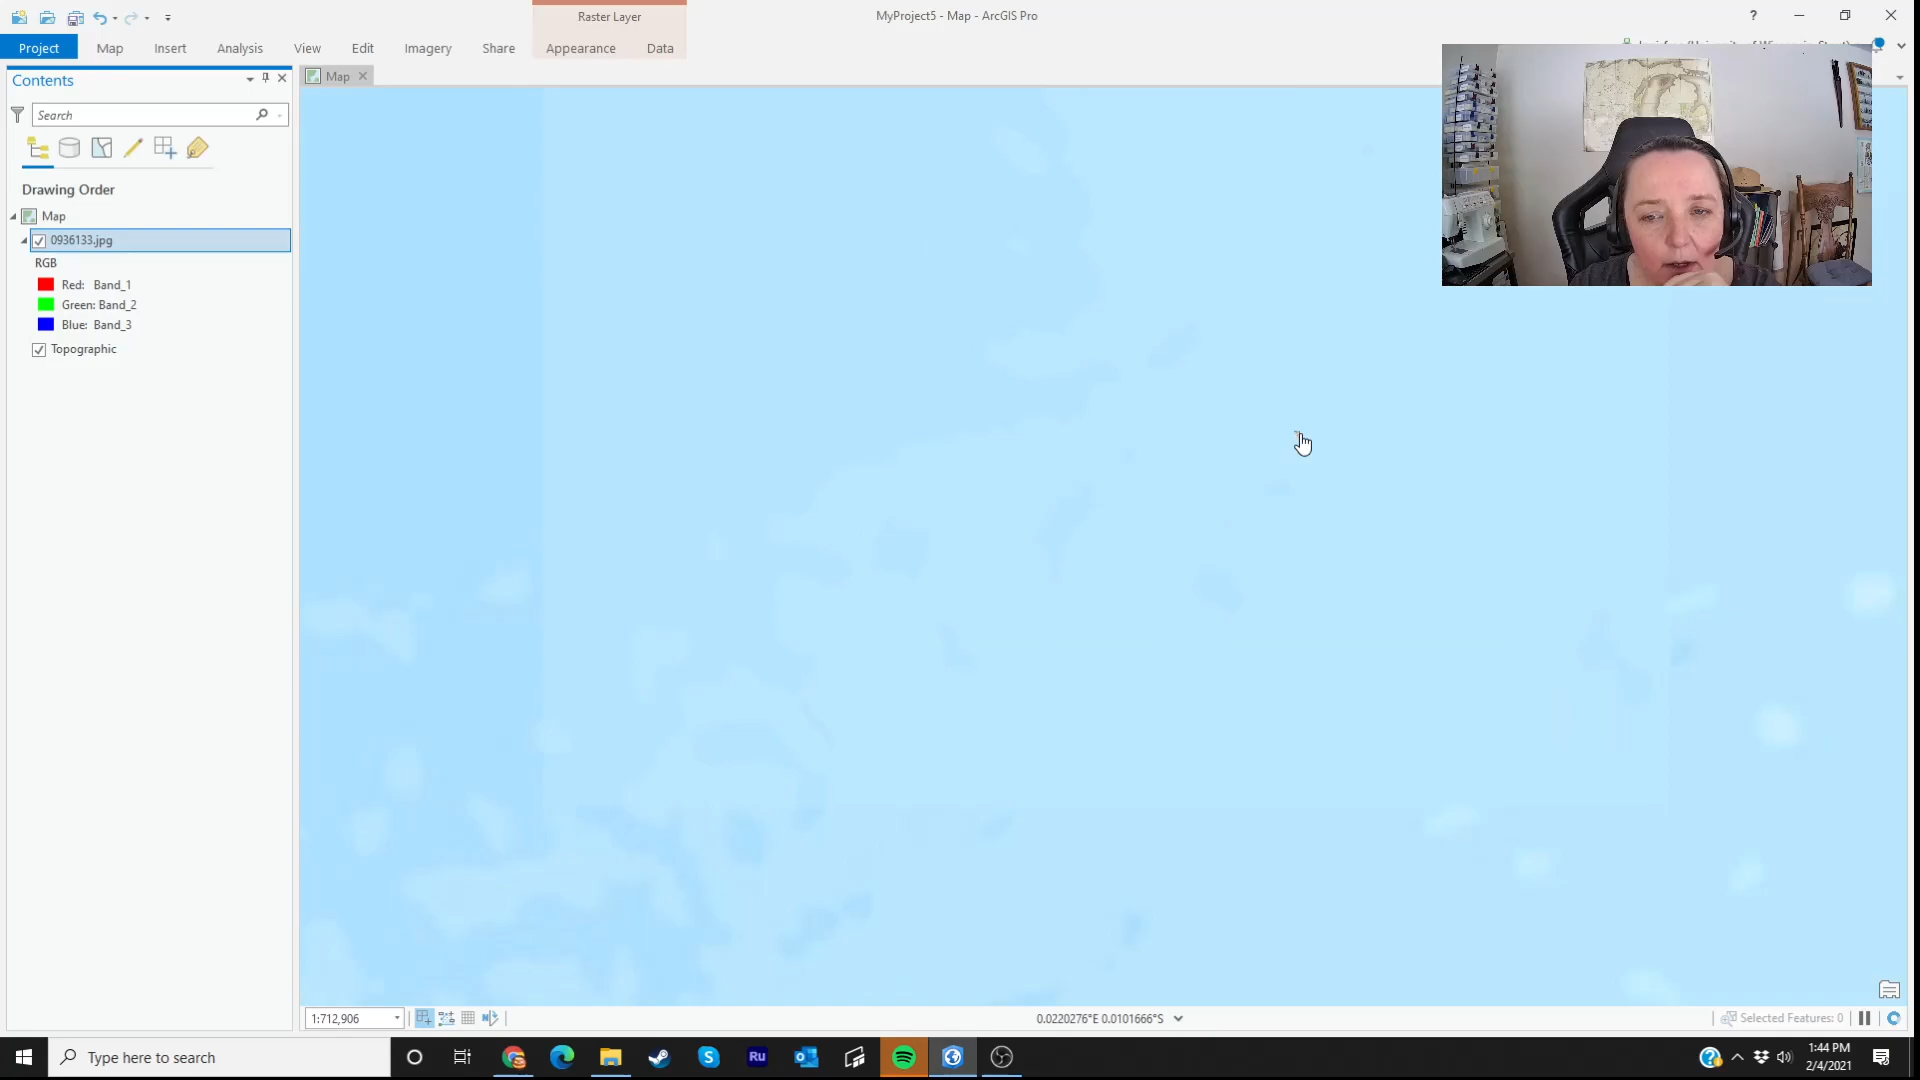 Raster Layer
MyProject5 - Map - ArcGIS Pro
?
Project
Map
Insert
Analysis
View
Edit
Imagery
Share
Appearance
Data
Contents
Map
Search
Drawing Order
Map
0936133.jpg
RGB
Red: Band_1
Green: Band_2
Blue: Band_3
Topographic
1:712,906
0.0220276°E 0.0101666°S
Selected Features: 0
Type here to search
Ru
1:44 PM
2/4/2021